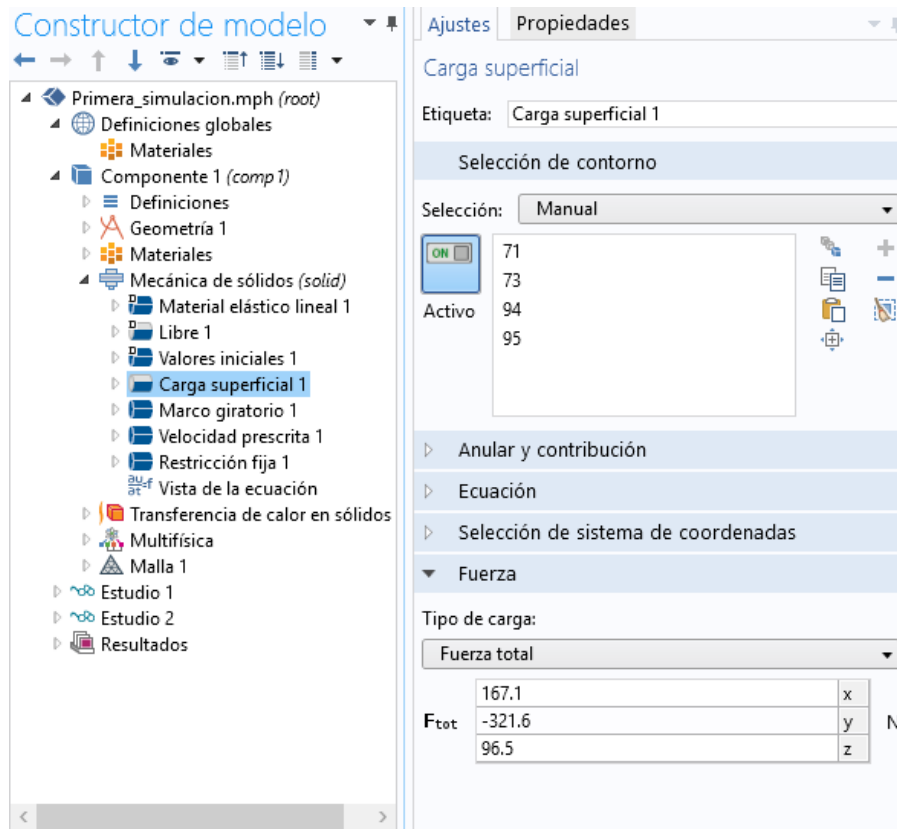 Constructor de modelo
Primera_simulacion.mph (root)
Definiciones globales
Materiales
Componente 1 (comp1)
Definiciones
Geometría 1
Materiales
Mecánica de sólidos (solid)
Material elástico lineal 1
Libre 1
Valores iniciales 1
Carga superficial 1
Marco giratorio 1
Velocidad prescrita 1
Restricción fija 1
Vista de la ecuación
Transferencia de calor en sólidos
Multifísica
Malla 1
Estudio 1
Estudio 2
Resultados
Ajustes Propiedades
Carga superficial
Etiqueta: Carga superficial 1
Selección de contorno
Selección: Manual
ON
Activo
71
73
94
95
Anular y contribución
Ecuación
Selección de sistema de coordenadas
Fuerza
Tipo de carga:
Fuerza total
167.1 x
Ftot -321.6 y N
96.5 z